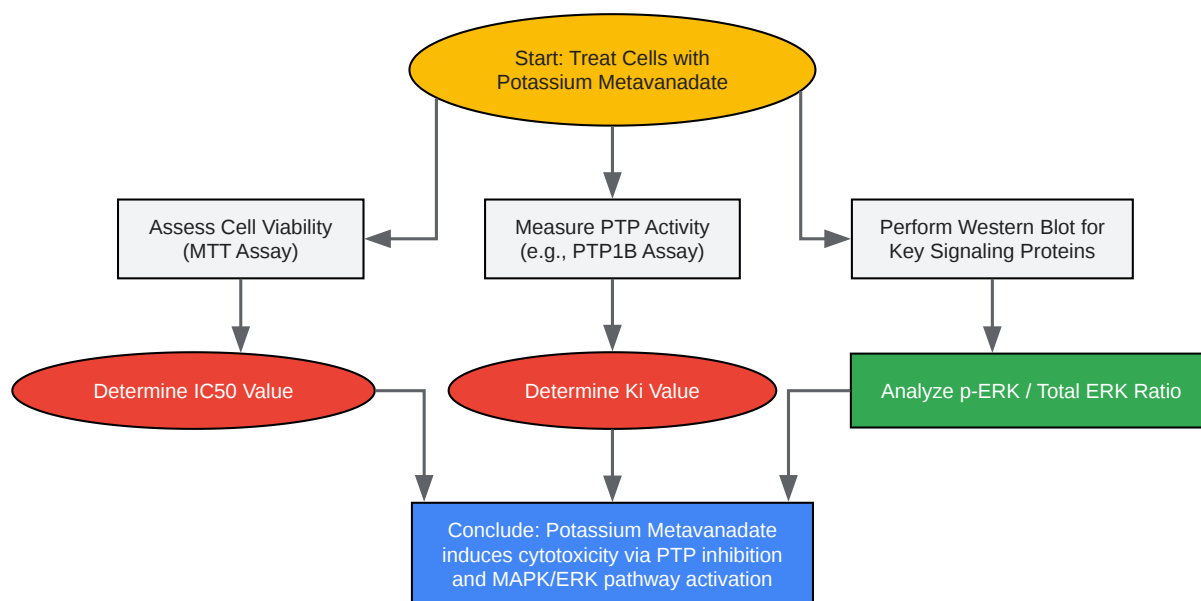 Start: Treat Cells with
Potassium Metavanadate
Assess Cell Viability
(MTT Assay)
Measure PTP Activity
(e.g., PTP1B Assay)
Perform Western Blot for
Key Signaling Proteins
Determine IC50 Value
Determine Ki Value
Analyze p-ERK / Total ERK Ratio
Conclude: Potassium Metavanadate
induces cytotoxicity via PTP inhibition
and MAPK/ERK pathway activation